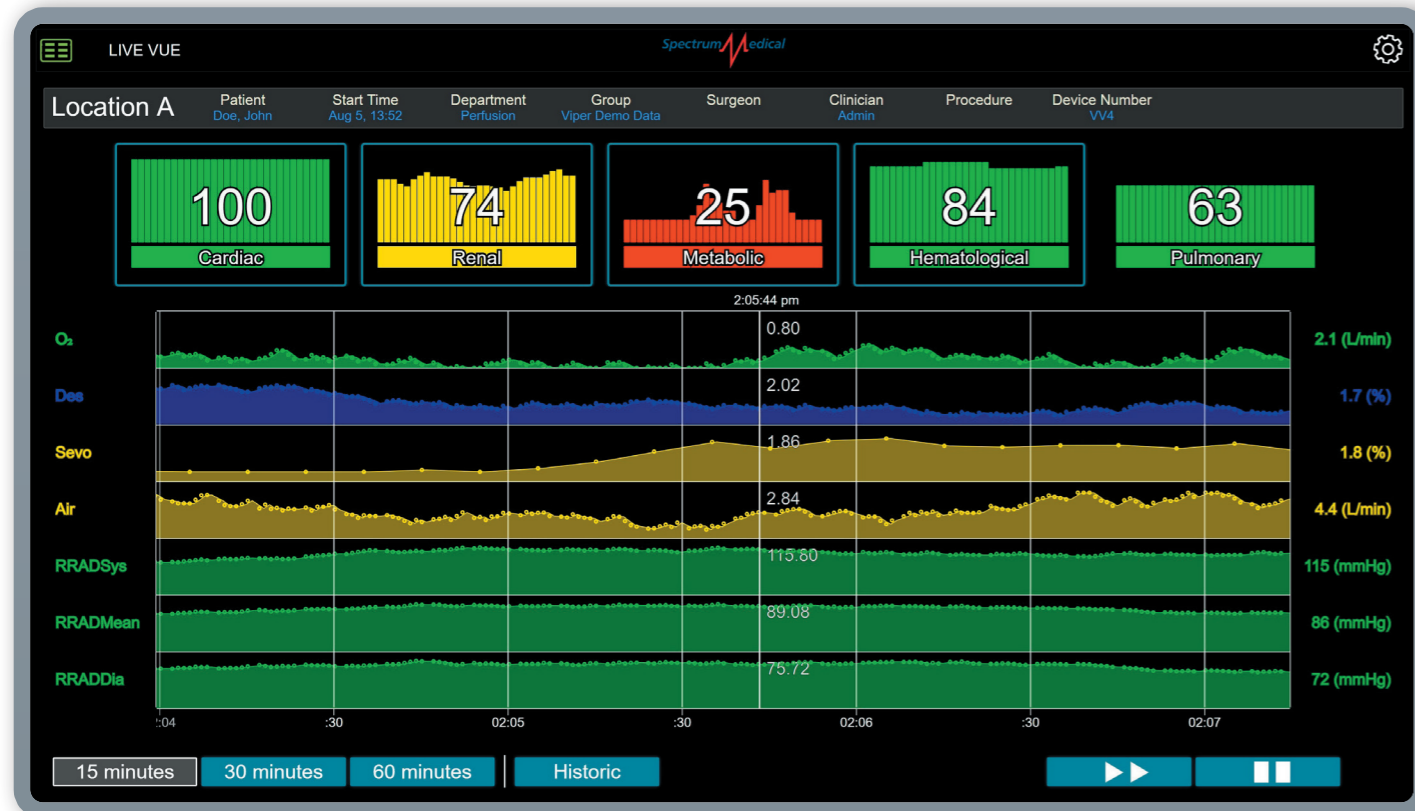 LIVE VUE
Spectrum Medical
Location A
Patient
Doe, John
Start Time
Aug 5, 13:52
Department
Perfusion
Group
Viper Demo Data
Surgeon
Clinician
Admin
Procedure
Device Number
VV4
100
Cardiac
74
Renal
25
Metabolic
84
Hematological
63
Pulmonary
2:05:44 pm
O₂ 0.80 2.1 (L/min)
Des 2.02 1.7 (%)
Sevo 1.86 1.8 (%)
Air 2.84 4.4 (L/min)
RRADSys 115.80 115 (mmHg)
RRADMean 89.08 86 (mmHg)
RRADDia 75.72 72 (mmHg)
:04 :30 02:05 :30 02:06 :30 02:07
15 minutes 30 minutes 60 minutes Historic